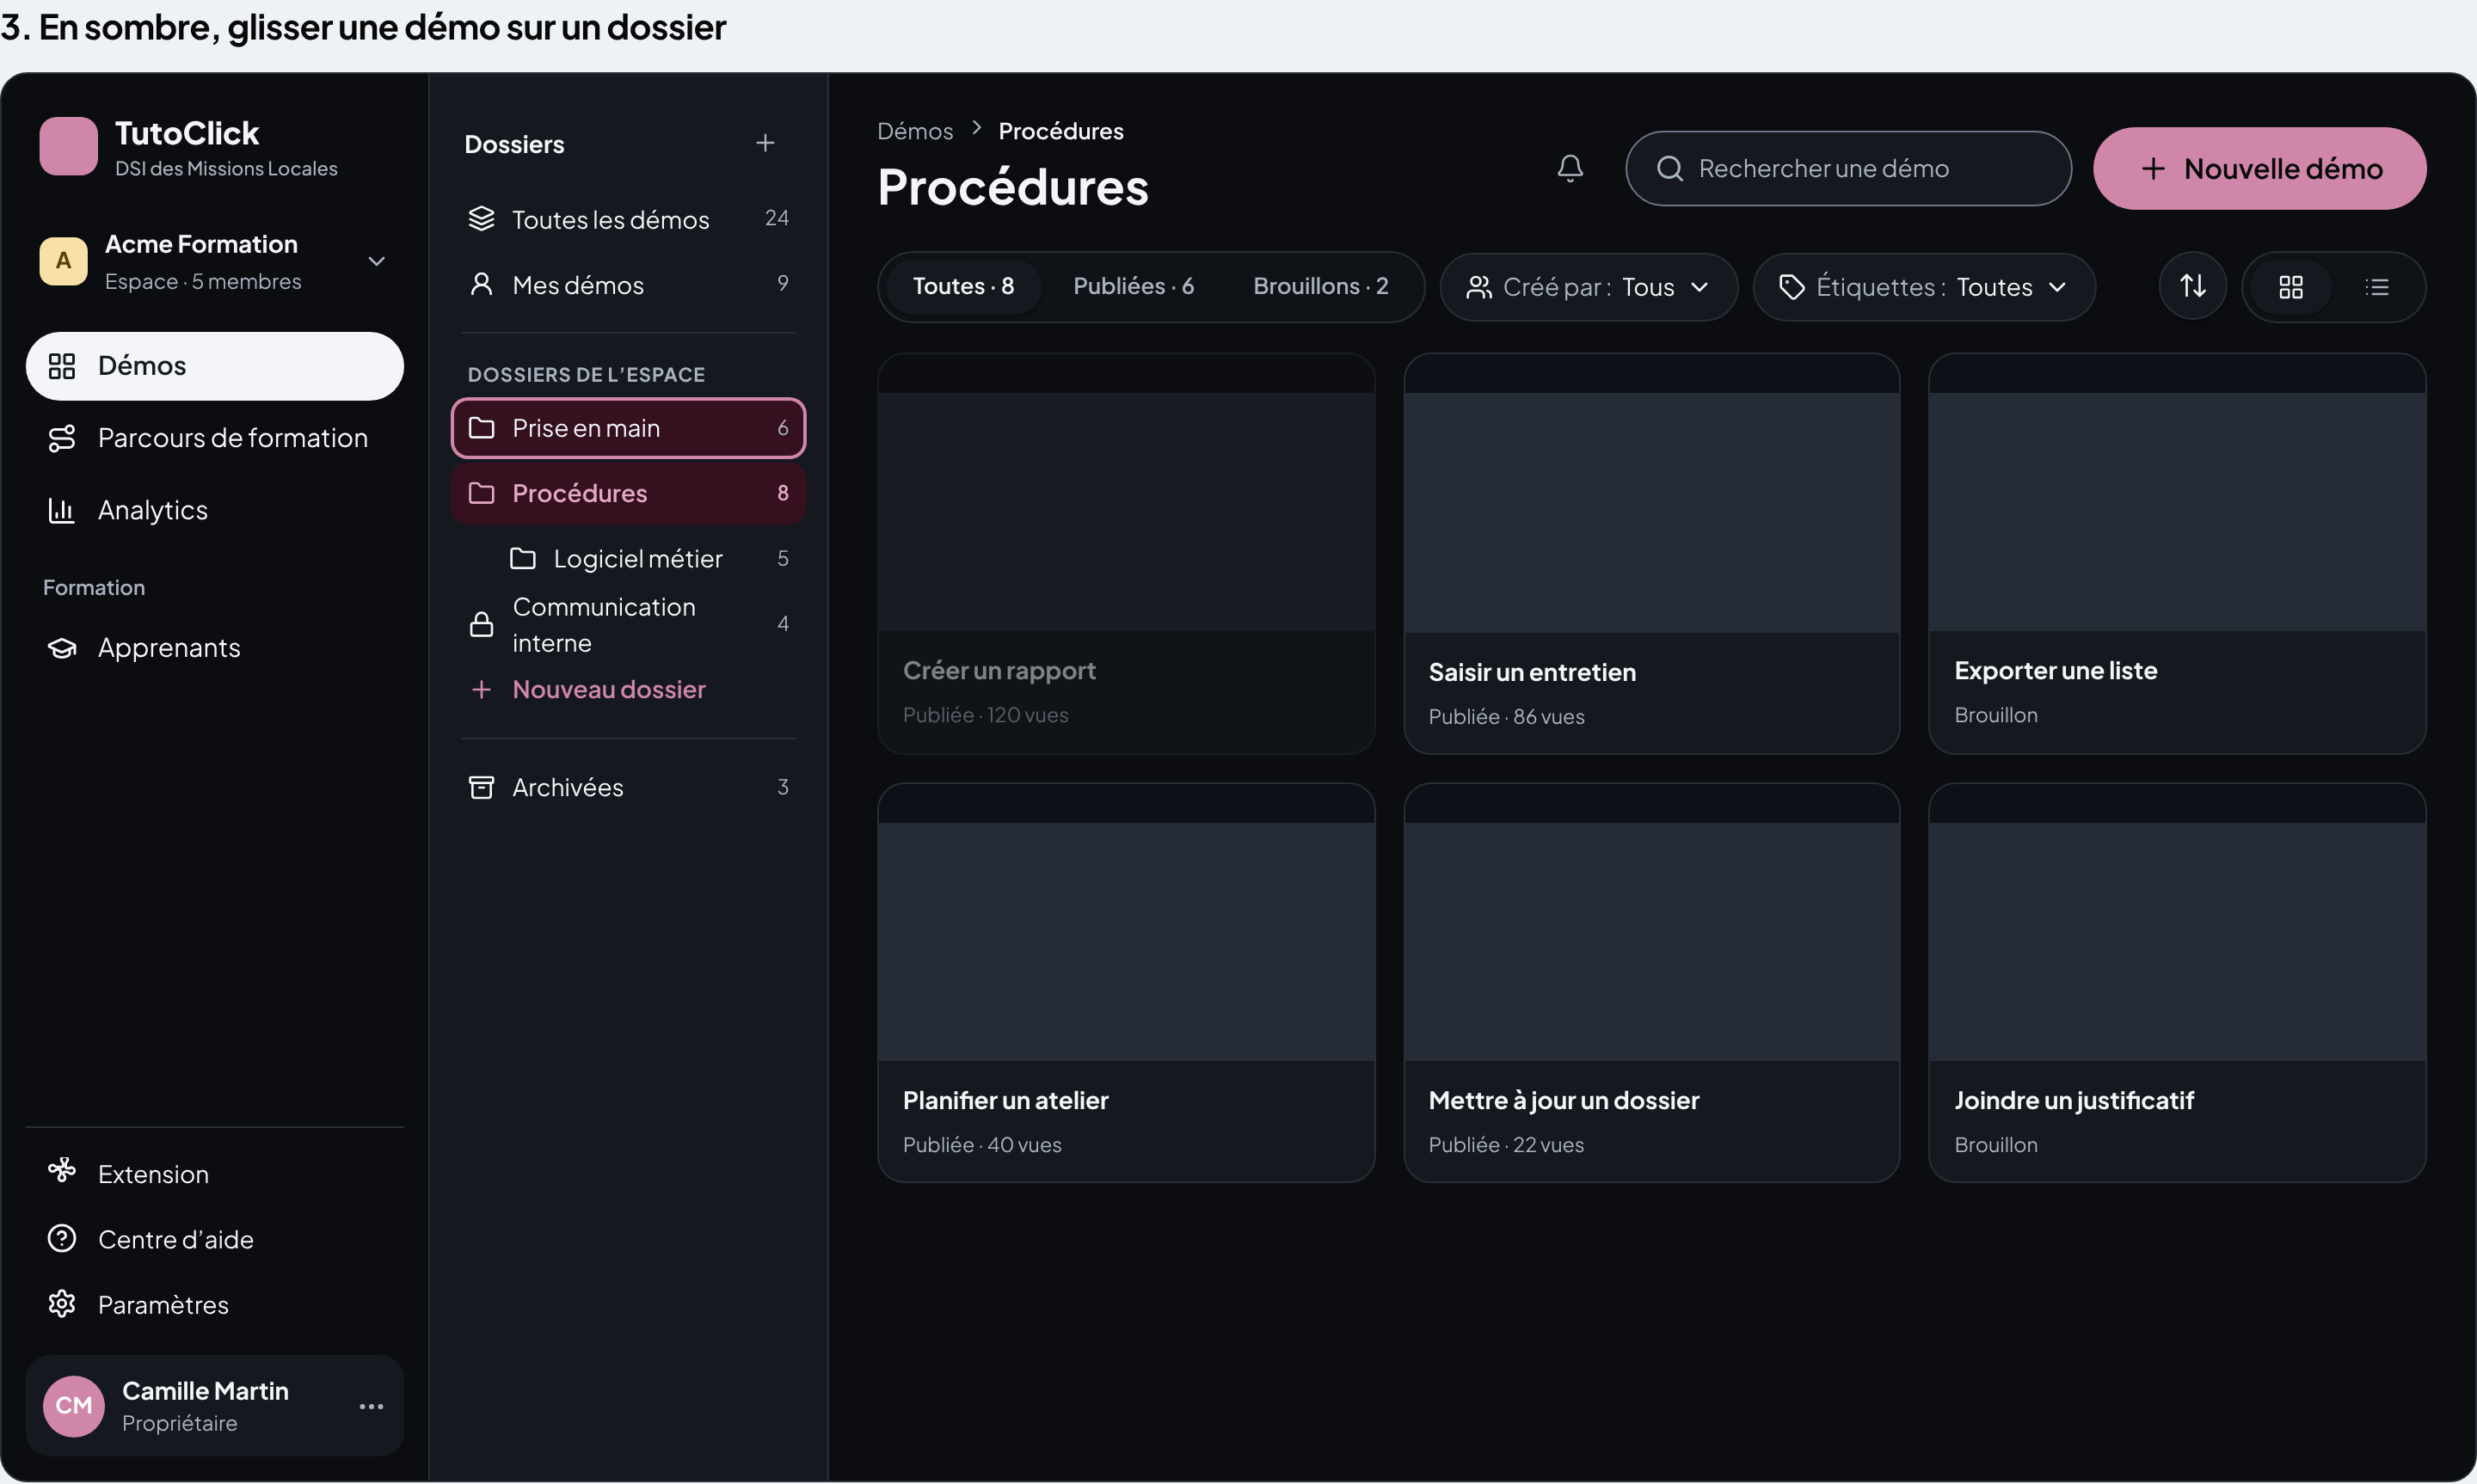 3. En sombre, glisser une démo sur un dossier
TutoClick
DSI des Missions Locales
A
Acme Formation
Espace · 5 membres
Démos
Parcours de formation
Analytics
Formation
Apprenants
Extension
Centre d’aide
Paramètres
CM
Camille Martin
Propriétaire
Dossiers
Toutes les démos 24
Mes démos 9
DOSSIERS DE L’ESPACE
Prise en main 6
Procédures 8
Logiciel métier 5
Communication
interne 4
Nouveau dossier
Archivées 3
Démos > Procédures
Procédures
Rechercher une démo
Nouvelle démo
Toutes · 8 Publiées · 6 Brouillons · 2 Créé par : Tous Étiquettes : Toutes
Créer un rapport
Publiée · 120 vues
Saisir un entretien
Publiée · 86 vues
Exporter une liste
Brouillon
Planifier un atelier
Publiée · 40 vues
Mettre à jour un dossier
Publiée · 22 vues
Joindre un justificatif
Brouillon